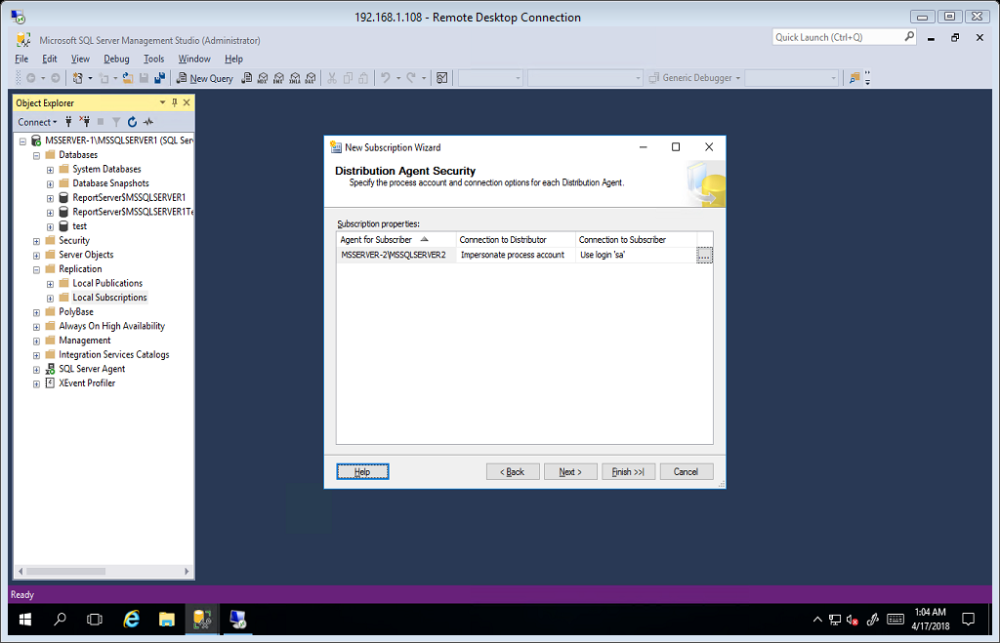 192.168.1.108 - Remote Desktop Connection
Microsoft SQL Server Management Studio (Administrator)
Quick Launch (Ctrl+Q)
File Edit View Debug Tools Window Help
New Query
MDX DMX XMLA DAX
Generic Debugger
Object Explorer
Connect
MSSERVER-1\MSSQLSERVER1 (SQL Ser
Databases
System Databases
Database Snapshots
ReportServer$MSSQLSERVER1
ReportServer$MSSQLSERVER1Te
test
Security
Server Objects
Replication
Local Publications
Local Subscriptions
PolyBase
Always On High Availability
Management
Integration Services Catalogs
SQL Server Agent
XEvent Profiler
New Subscription Wizard
Distribution Agent Security
Specify the process account and connection options for each Distribution Agent.
Subscription properties:
Agent for Subscriber Connection to Distributor Connection to Subscriber
MSSERVER-2\MSSQLSERVER2 Impersonate process account Use login 'sa' ...
Help < Back Next > Finish >>| Cancel
Ready
1:04 AM
4/17/2018